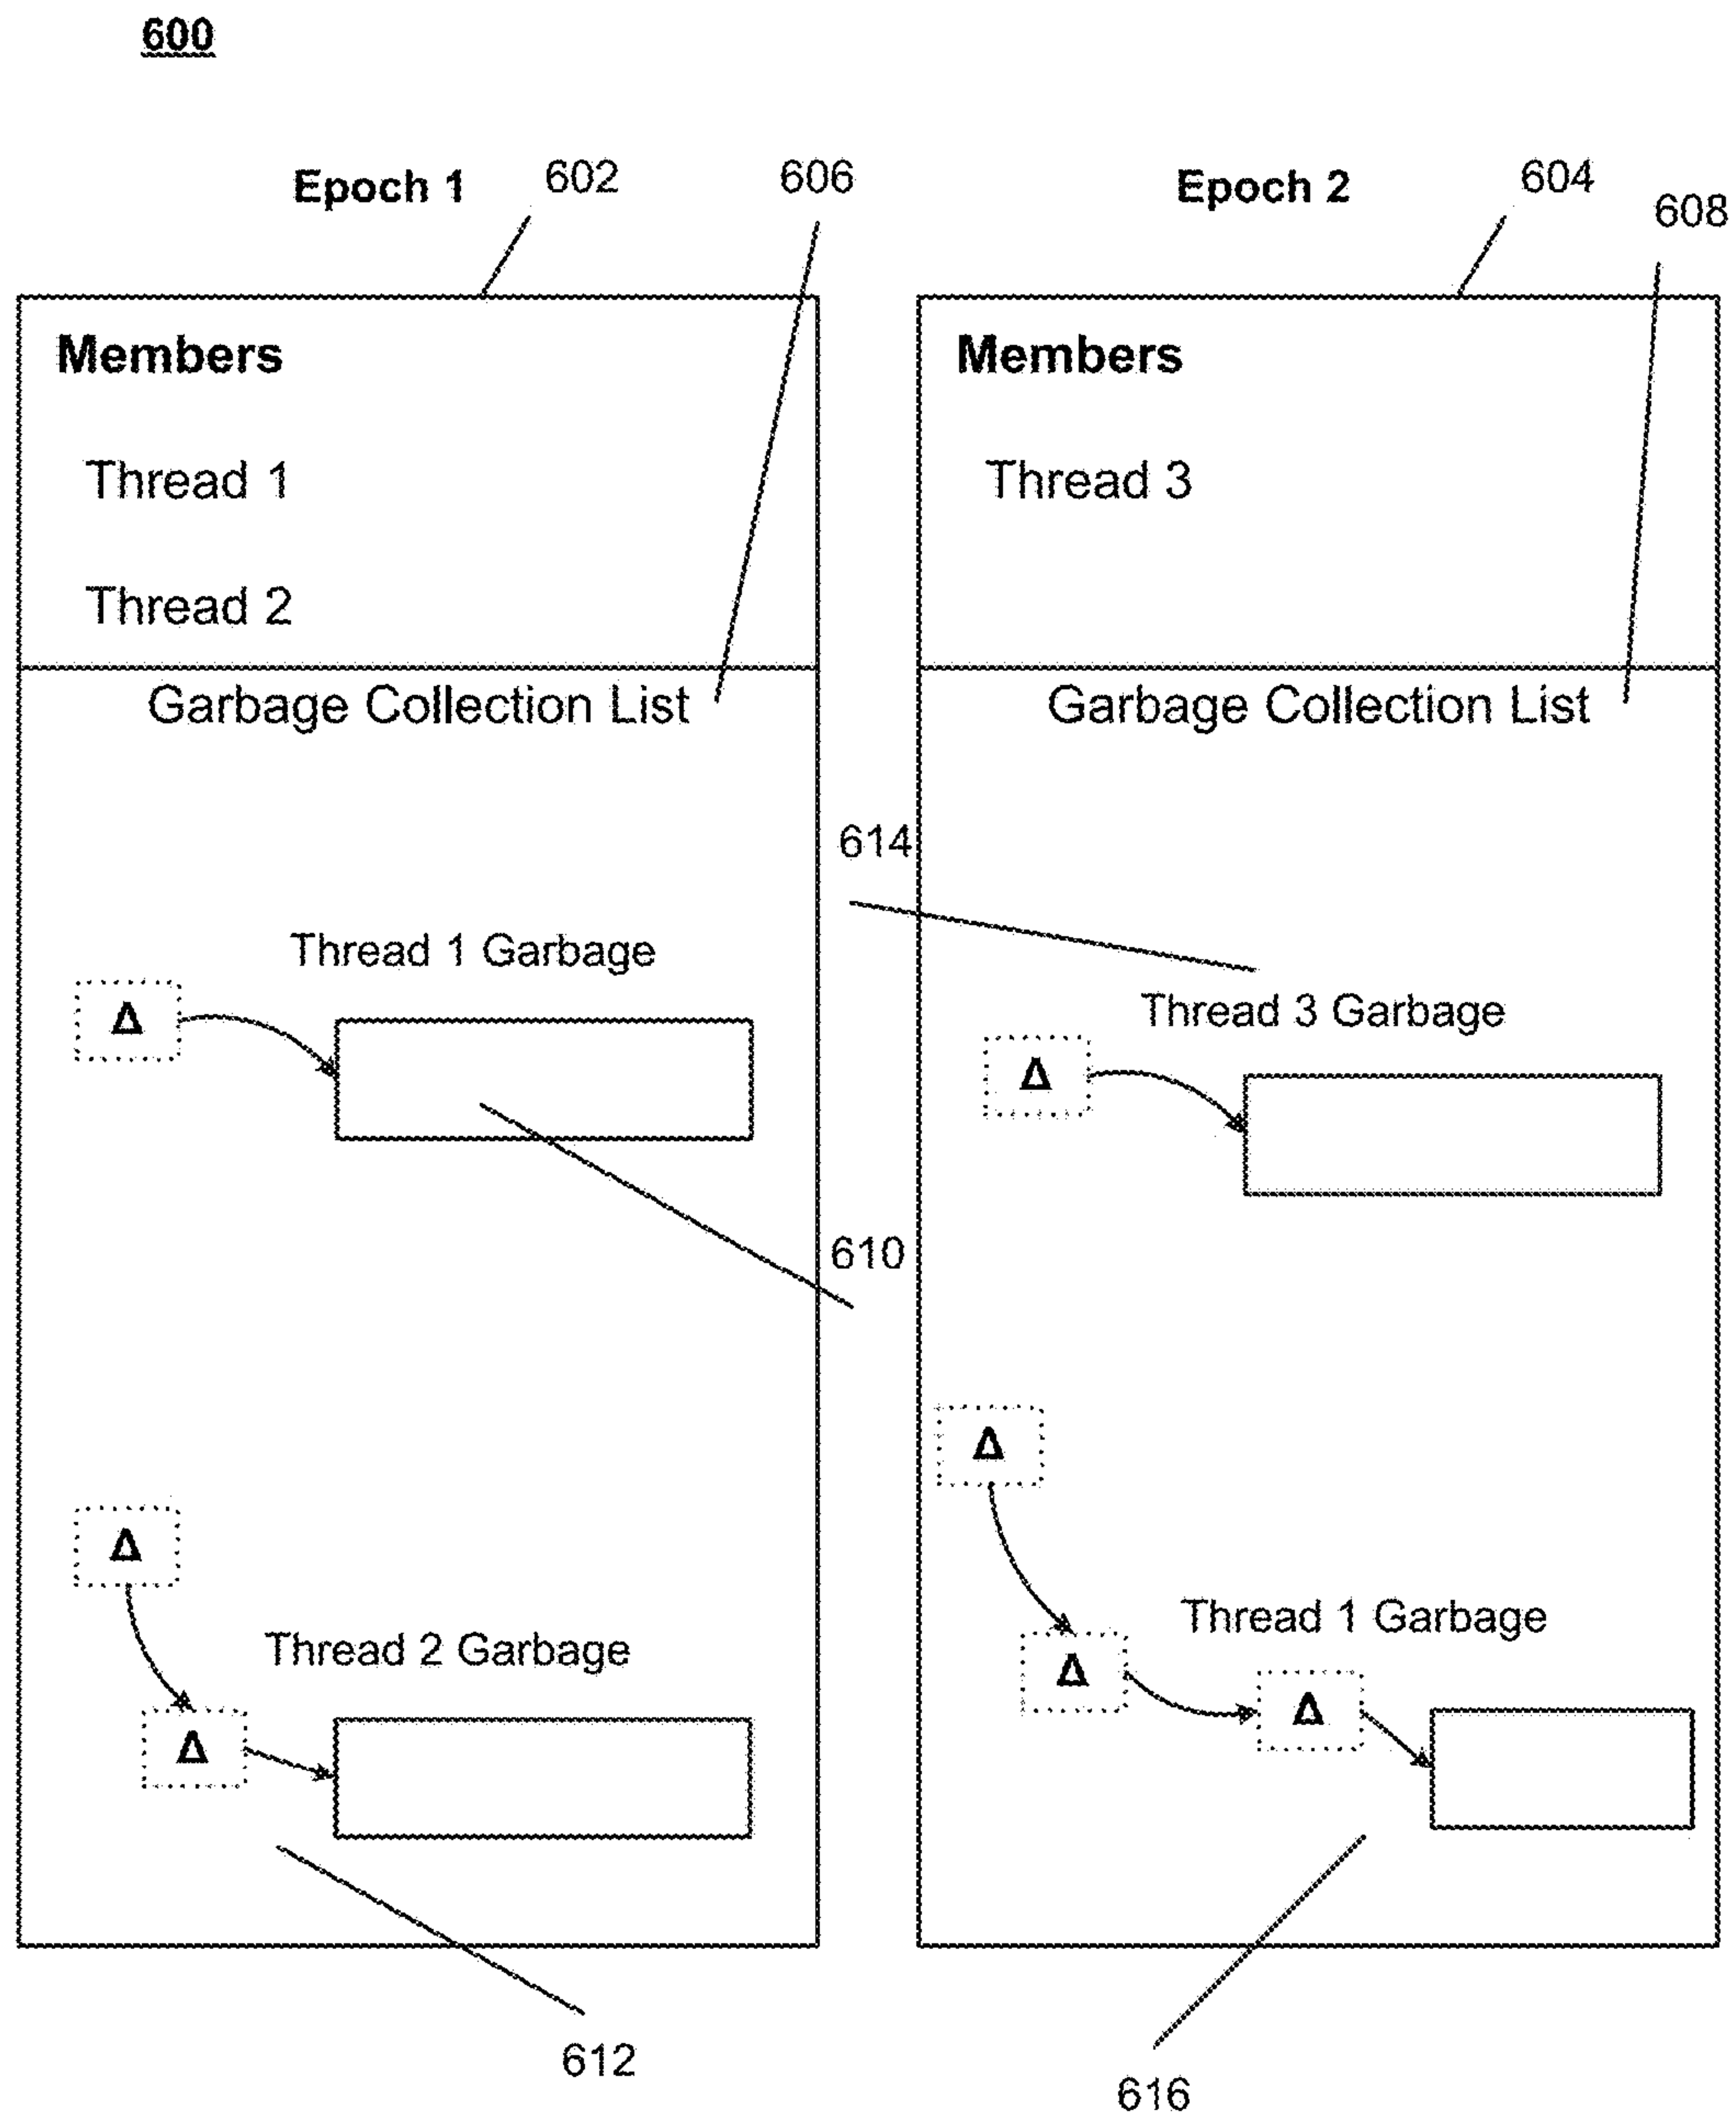 600
Epoch 1 602 606
Epoch 2 604 608
Members
Thread 1
Thread 2
Garbage Collection List
Members
Thread 3
Garbage Collection List
614
Thread 1 Garbage
Δ
Thread 3 Garbage
Δ
610
Δ
Thread 2 Garbage
Δ
Δ
Thread 1 Garbage
Δ
Δ
612
616